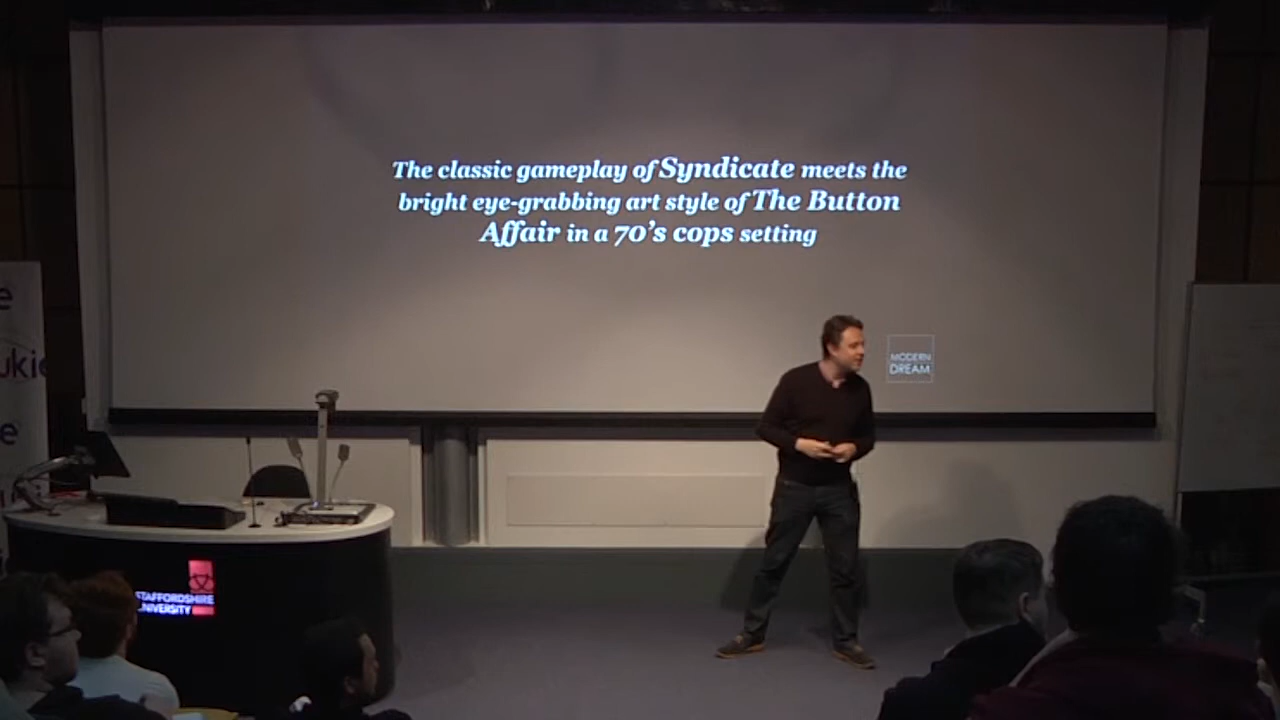 The classic gameplay of Syndicate meets the
bright eye-grabbing art style of The Button
Affair in a 70's cops setting
MODERN
DREAM
ukie
STAFFORDSHIRE
UNIVERSITY